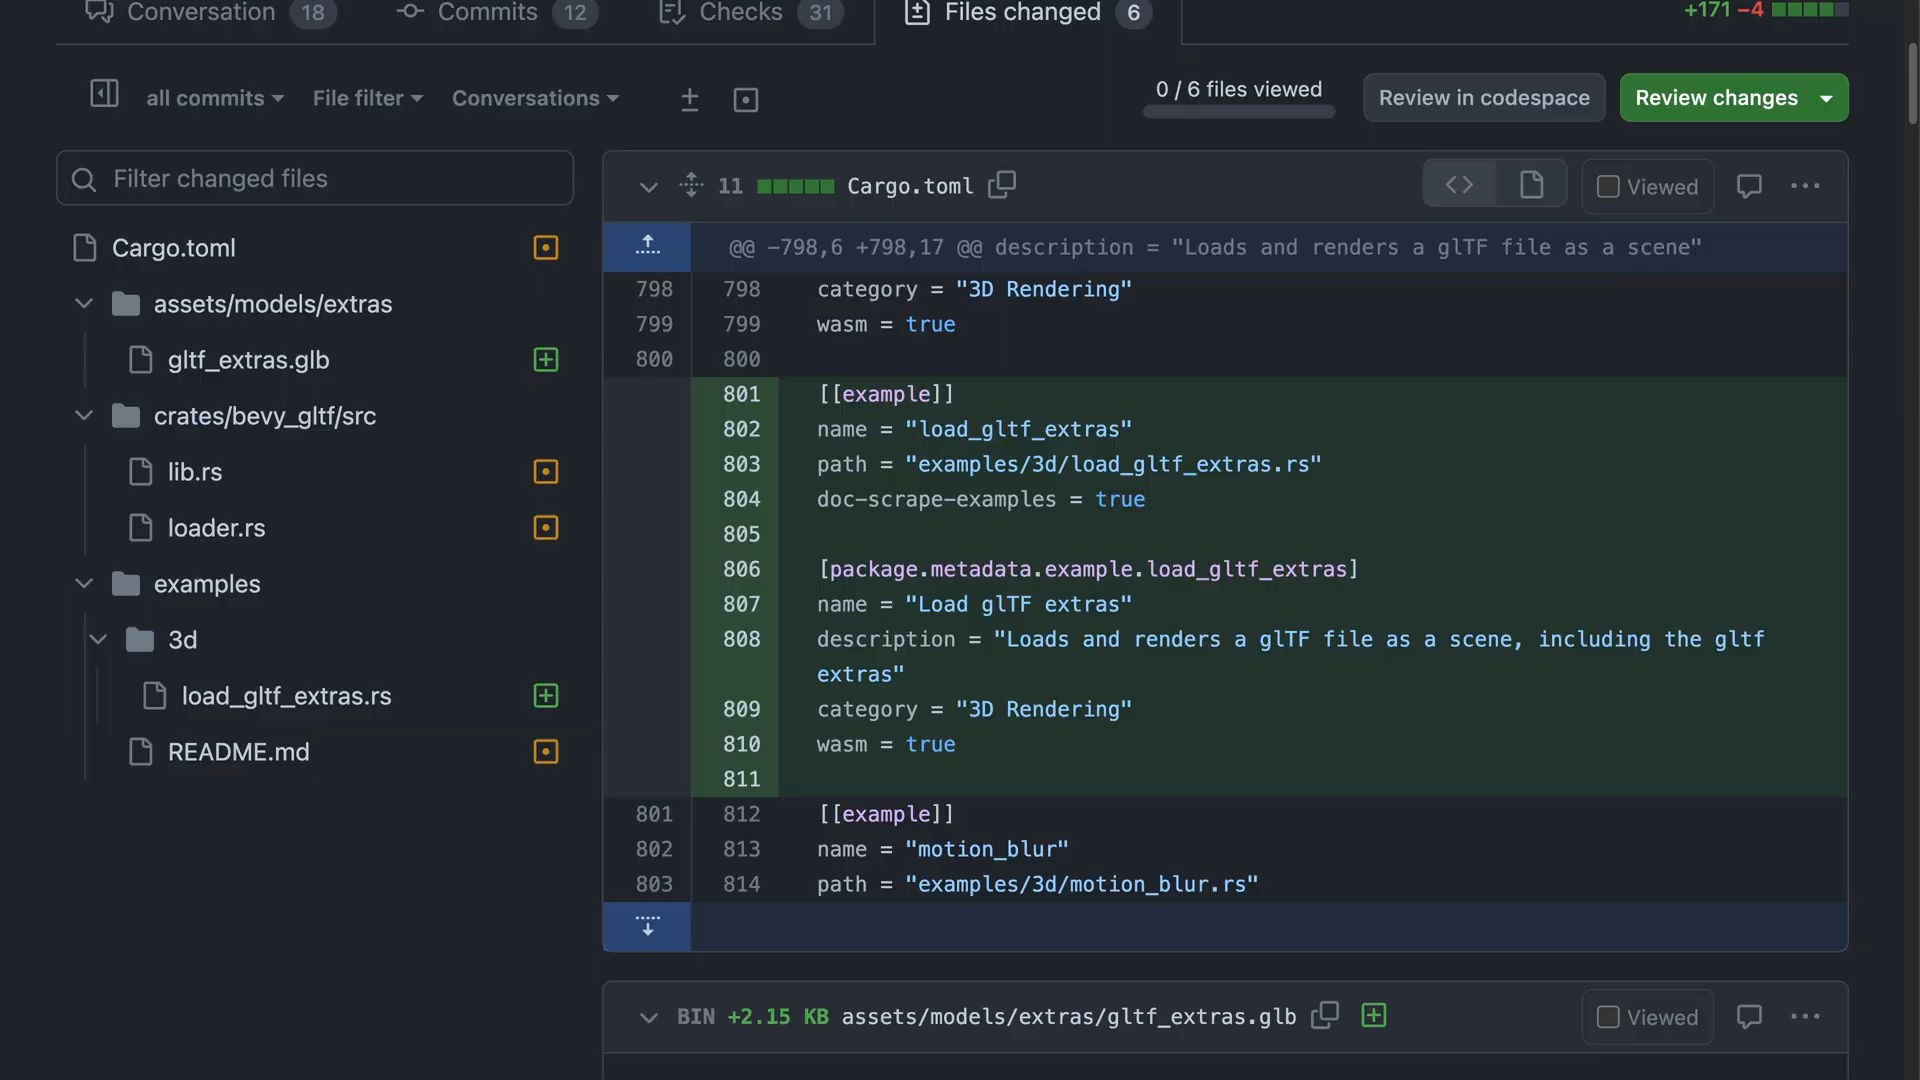 Conversation 18 Commits 12 Checks 31 Files changed 6 +171 −4
all commits File filter Conversations 0 / 6 files viewed Review in codespace Review changes
Filter changed files
Cargo.toml
assets/models/extras
gltf_extras.glb
crates/bevy_gltf/src
lib.rs
loader.rs
examples
3d
load_gltf_extras.rs
README.md
11 Cargo.toml <> Viewed
@@ −798,6 +798,17 @@ description = "Loads and renders a glTF file as a scene"
798 798 category = "3D Rendering"
799 799 wasm = true
800 800
801 [[example]]
802 name = "load_gltf_extras"
803 path = "examples/3d/load_gltf_extras.rs"
804 doc-scrape-examples = true
805
806 [package.metadata.example.load_gltf_extras]
807 name = "Load glTF extras"
808 description = "Loads and renders a glTF file as a scene, including the gltf
extras"
809 category = "3D Rendering"
810 wasm = true
811
801 812 [[example]]
802 813 name = "motion_blur"
803 814 path = "examples/3d/motion_blur.rs"
BIN +2.15 KB assets/models/extras/gltf_extras.glb Viewed